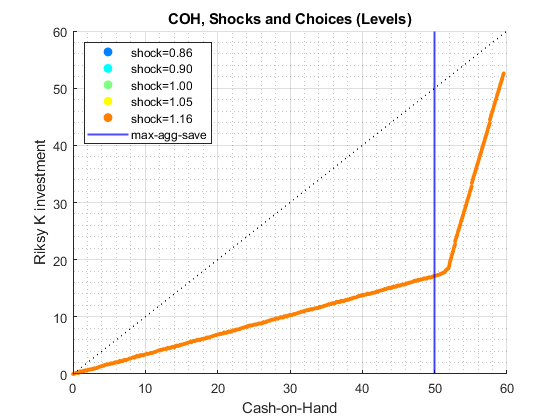 COH, Shocks and Choices (Levels)
60
50
40
30
20
10
0
Riksy K investment
shock=0.86
shock=0.90
shock=1.00
shock=1.05
shock=1.16
max-agg-save
0 10 20 30 40 50 60
Cash-on-Hand